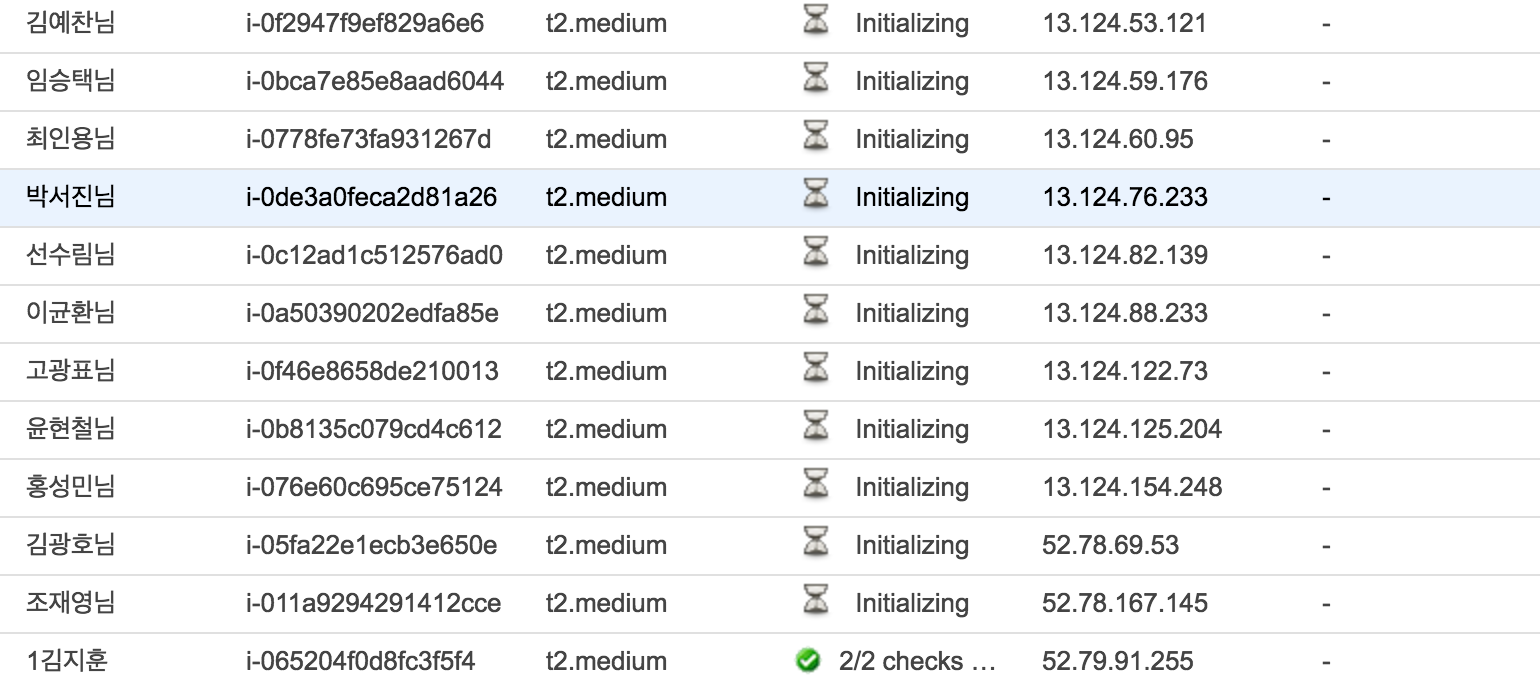 김예찬님 i-0f2947f9ef829a6e6 t2.medium Initializing 13.124.53.121 -
임승택님 i-0bca7e85e8aad6044 t2.medium Initializing 13.124.59.176 -
최인용님 i-0778fe73fa931267d t2.medium Initializing 13.124.60.95 -
박서진님 i-0de3a0feca2d81a26 t2.medium Initializing 13.124.76.233 -
선수림님 i-0c12ad1c512576ad0 t2.medium Initializing 13.124.82.139 -
이균환님 i-0a50390202edfa85e t2.medium Initializing 13.124.88.233 -
고광표님 i-0f46e8658de210013 t2.medium Initializing 13.124.122.73 -
윤현철님 i-0b8135c079cd4c612 t2.medium Initializing 13.124.125.204 -
홍성민님 i-076e60c695ce75124 t2.medium Initializing 13.124.154.248 -
김광호님 i-05fa22e1ecb3e650e t2.medium Initializing 52.78.69.53 -
조재영님 i-011a9294291412cce t2.medium Initializing 52.78.167.145 -
1김지훈 i-065204f0d8fc3f5f4 t2.medium 2/2 checks … 52.79.91.255 -